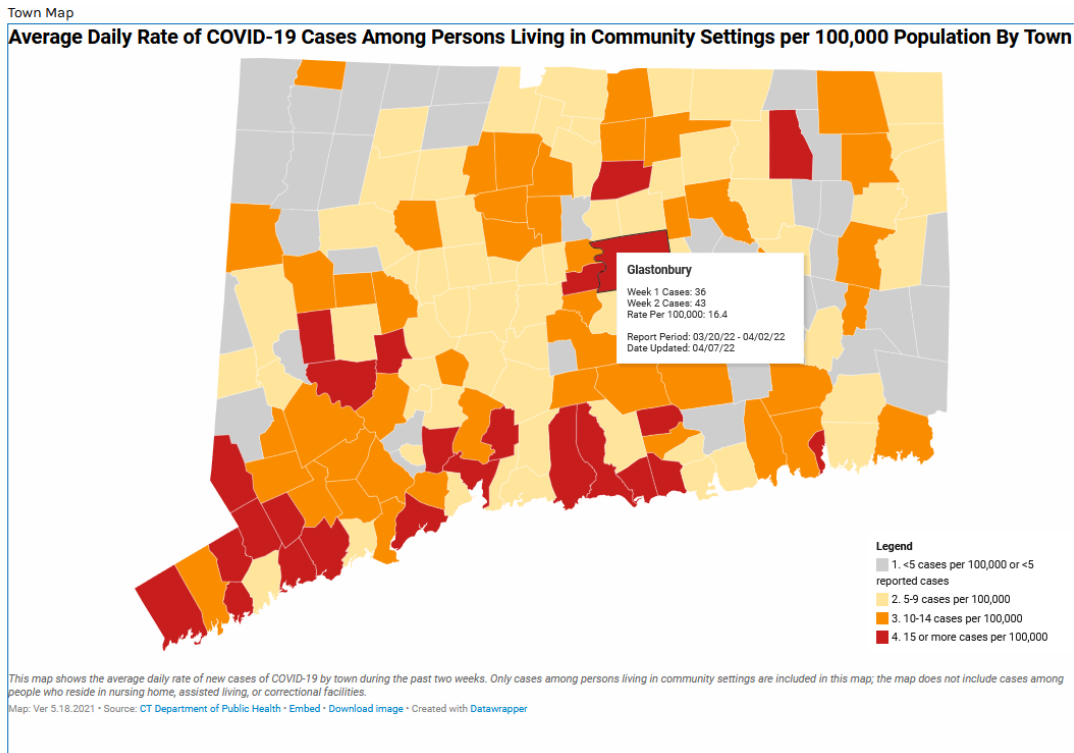 Town Map
Average Daily Rate of COVID-19 Cases Among Persons Living in Community Settings per 100,000 Population By Town
Glastonbury
Week 1 Cases: 36
Week 2 Cases: 43
Rate Per 100,000: 16.4
Report Period: 03/20/22 - 04/02/22
Date Updated: 04/07/22
Legend
1. <5 cases per 100,000 or <5
reported cases
2. 5-9 cases per 100,000
3. 10-14 cases per 100,000
4. 15 or more cases per 100,000
This map shows the average daily rate of new cases of COVID-19 by town during the past two weeks. Only cases among persons living in community settings are included in this map; the map does not include cases among
people who reside in nursing home, assisted living, or correctional facilities.
Map: Ver 5.18.2021 • Source: CT Department of Public Health • Embed • Download image • Created with Datawrapper